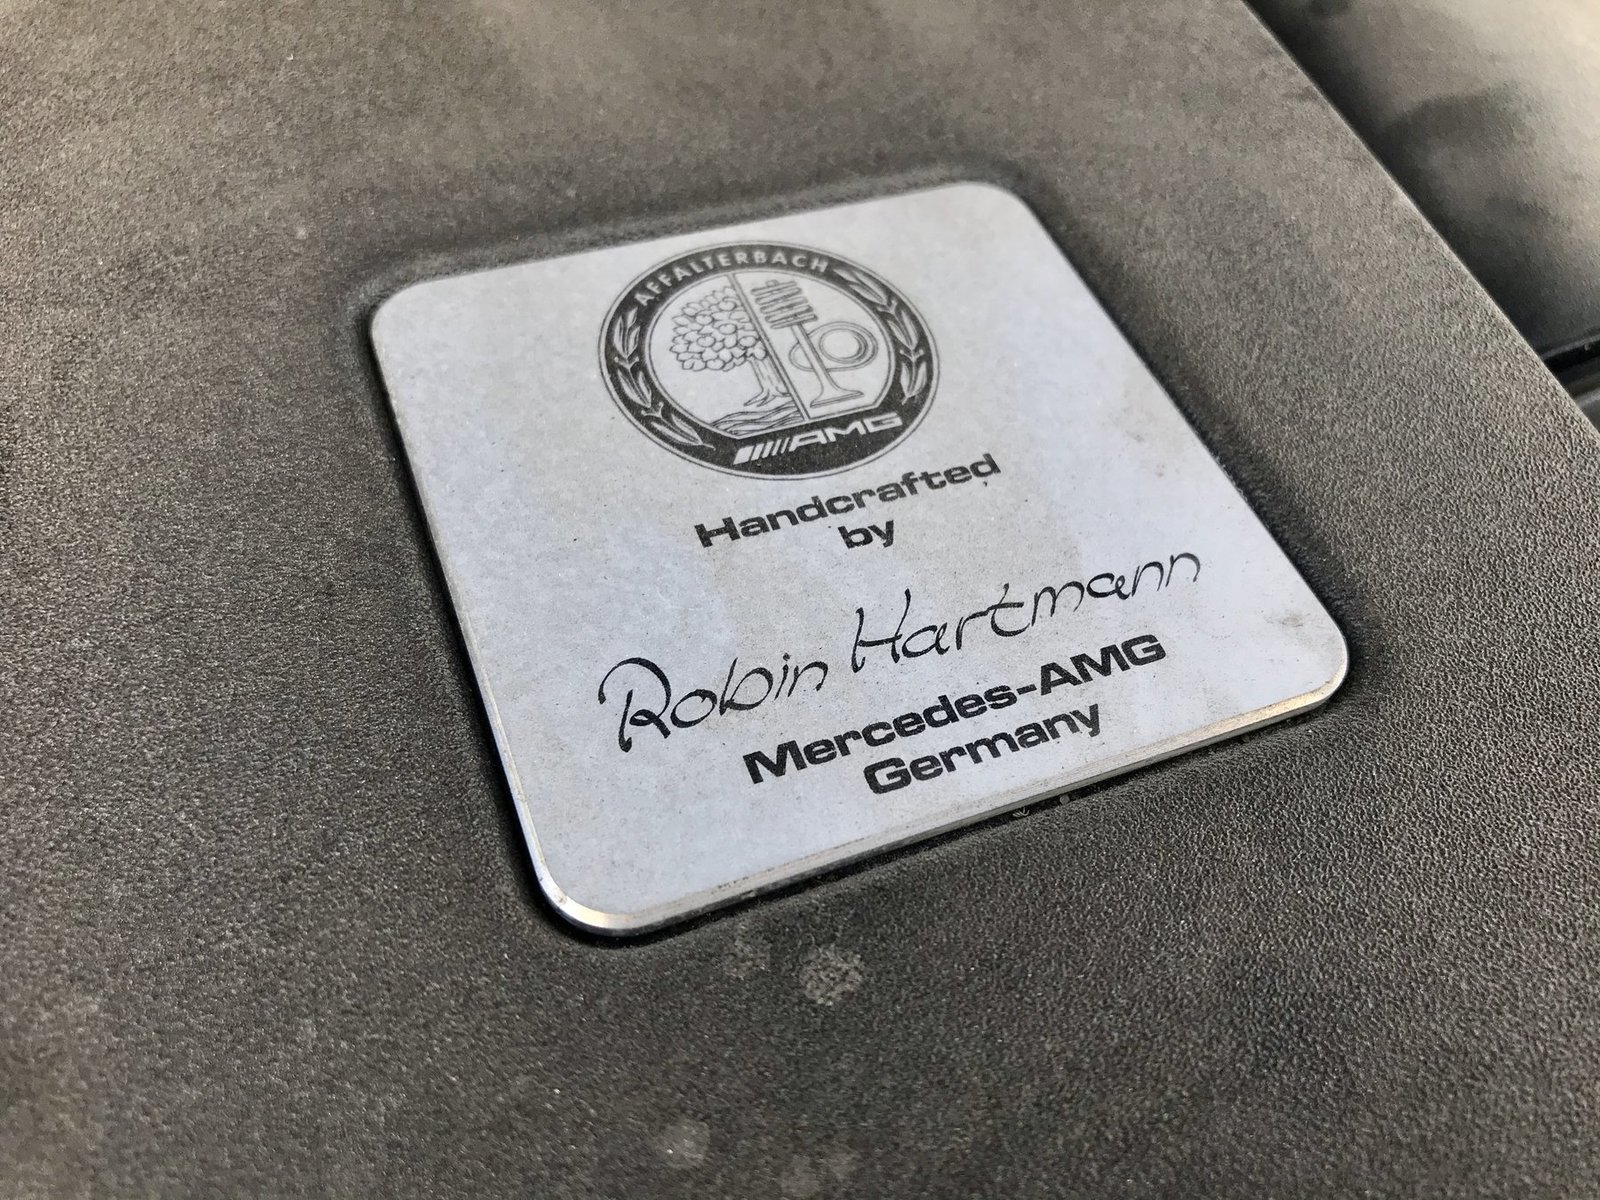 AFFALTERBACH
AMG
Handcrafted
by
Robin Hartmann
Mercedes-AMG
Germany